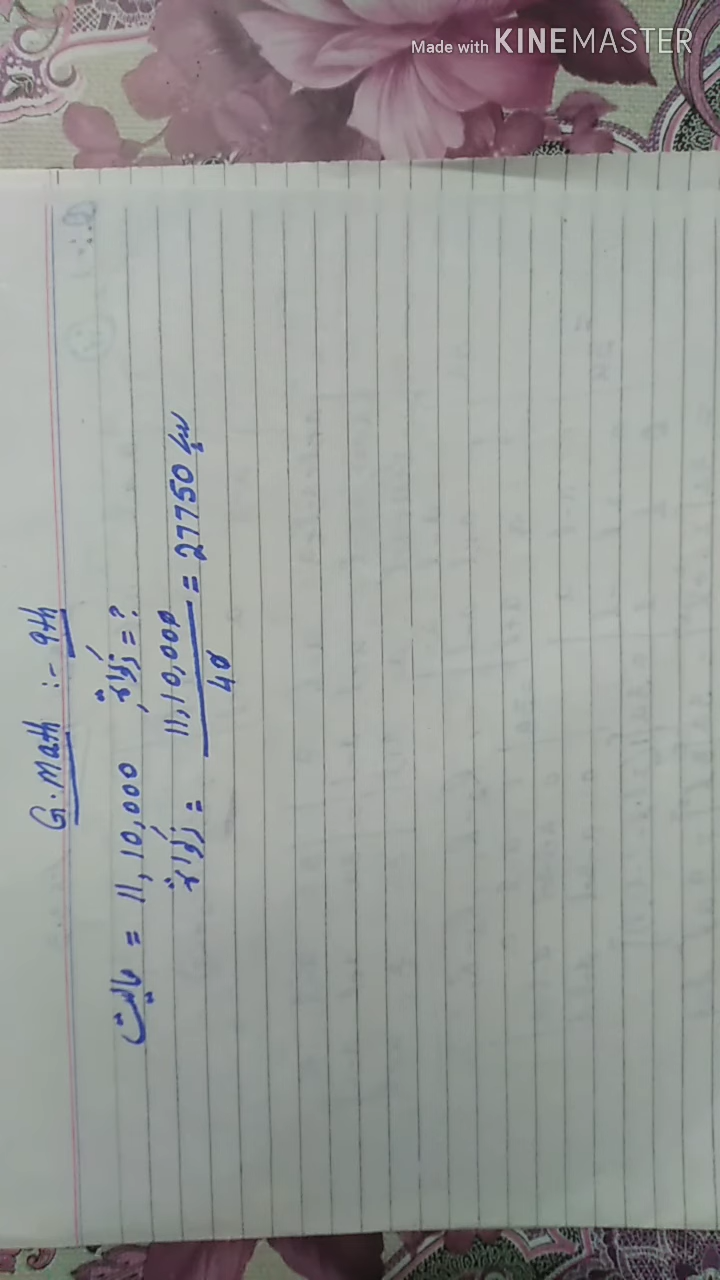 Made with KINEMASTER
G. Math :- 9th
مالیت = 11,10,000 , زکوٰۃ = ?
زکوٰۃ = 11,10,000 / 40 = 27750 روپے